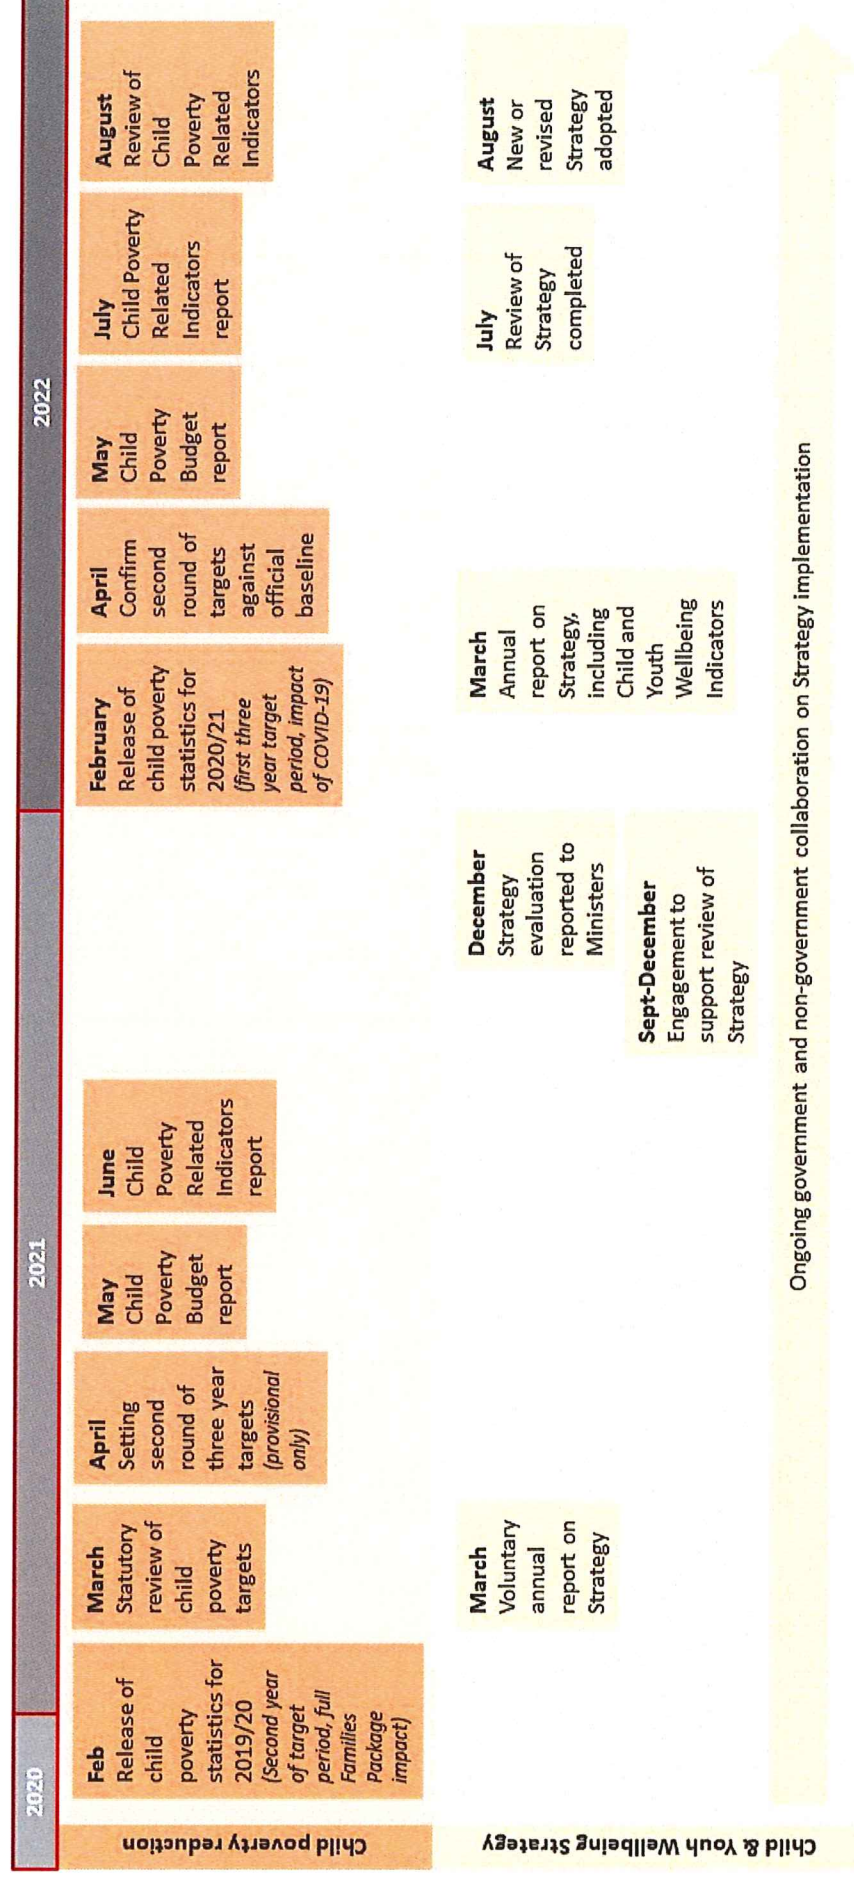 2020
2021
2022
Child poverty reduction
Feb
Release of
child
poverty
statistics for
2019/20
(Second year
of target
period, full
Families
Package
impact)
March
Statutory
review of
child
poverty
targets
April
Setting
second
round of
three year
targets
(provisional
only)
May
Child
Poverty
Budget
report
June
Child
Poverty
Related
Indicators
report
February
Release of
child poverty
statistics for
2020/21
(first three
year target
period, impact
of COVID-19)
April
Confirm
second
round of
targets
against
official
baseline
May
Child
Poverty
Budget
report
July
Child Poverty
Related
Indicators
report
August
Review of
Child
Poverty
Related
Indicators
Child & Youh Wellbeing Strategy
March
Voluntary
annual
report on
Strategy
December
Strategy
evaluation
reported to
Ministers
Sept-December
Engagement to
support review of
Strategy
March
Annual
report on
Strategy,
including
Child and
Youth
Wellbeing
Indicators
July
Review of
Strategy
completed
August
New or
revised
Strategy
adopted
Ongoing government and non-government collaboration on Strategy implementation